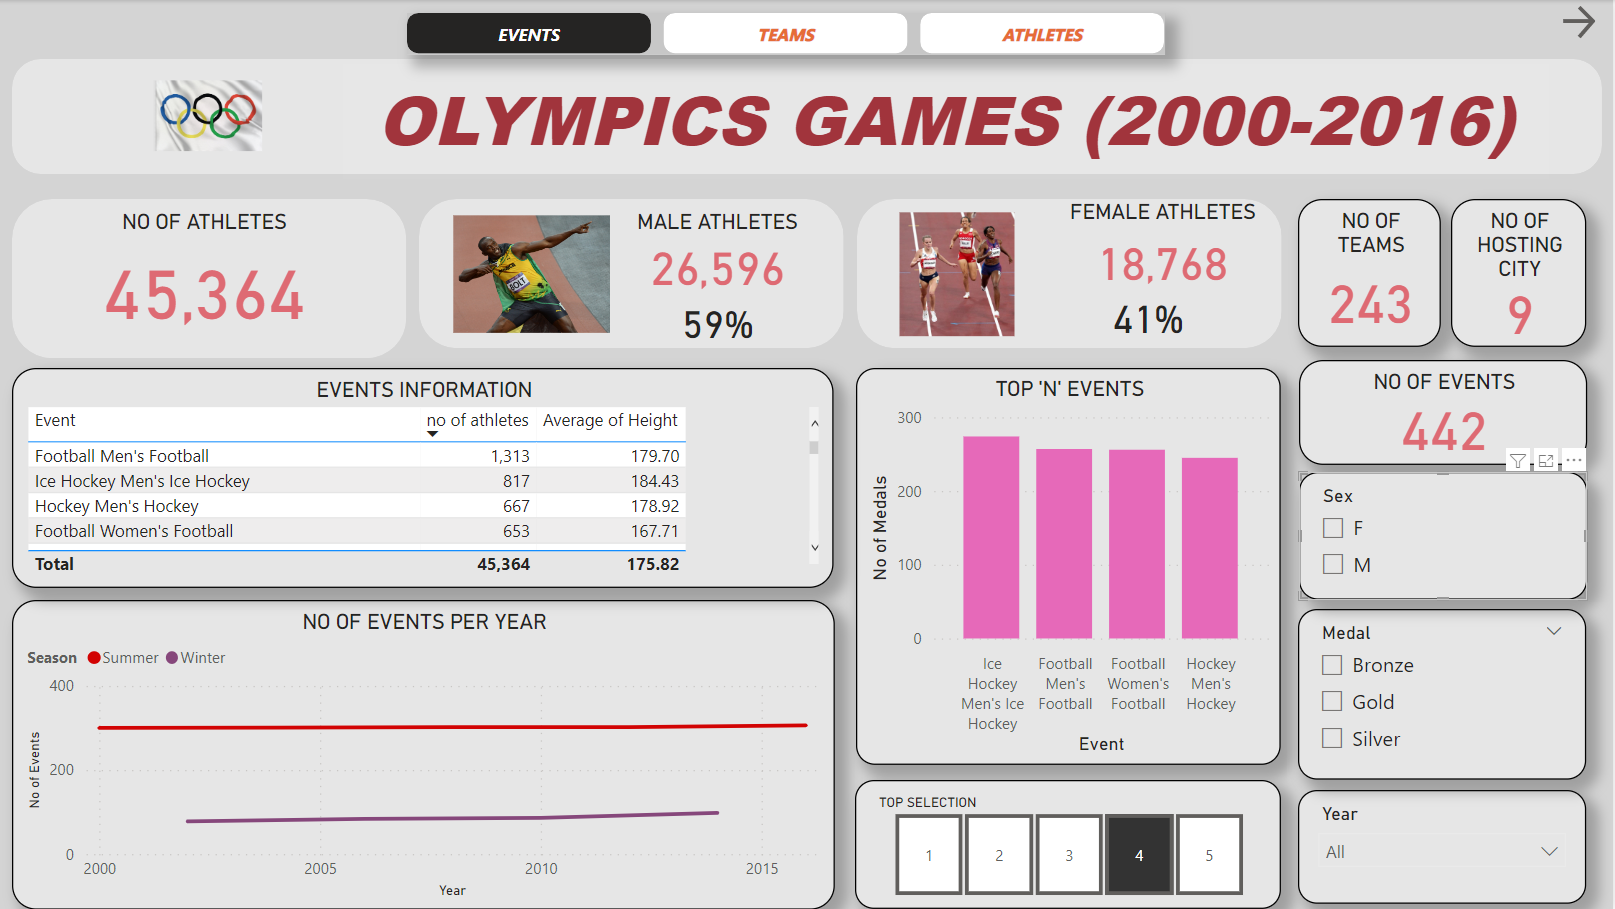 EVENTS
TEAMS
ATHLETES
OLYMPICS GAMES (2000-2016)
NO OF ATHLETES
45,364
BOLT
MALE ATHLETES
26,596
59%
FEMALE ATHLETES
18,768
41%
NO OF
TEAMS
243
NO OF
HOSTING
CITY
9
EVENTS INFORMATION
Event no of athletes Average of Height
Football Men's Football 1,313 179.70
Ice Hockey Men's Ice Hockey 817 184.43
Hockey Men's Hockey 667 178.92
Football Women's Football 653 167.71
Total 45,364 175.82
TOP 'N' EVENTS
No of Medals
300
200
100
0
Ice
Hockey
Men's Ice
Hockey
Football
Men's
Football
Football
Women's
Football
Hockey
Men's
Hockey
Event
NO OF EVENTS
442
Sex
F
M
Medal
Bronze
Gold
Silver
NO OF EVENTS PER YEAR
Season Summer Winter
No of Events
400
200
0
2000 2005 2010 2015
Year
TOP SELECTION
1 2 3 4 5
Year
All